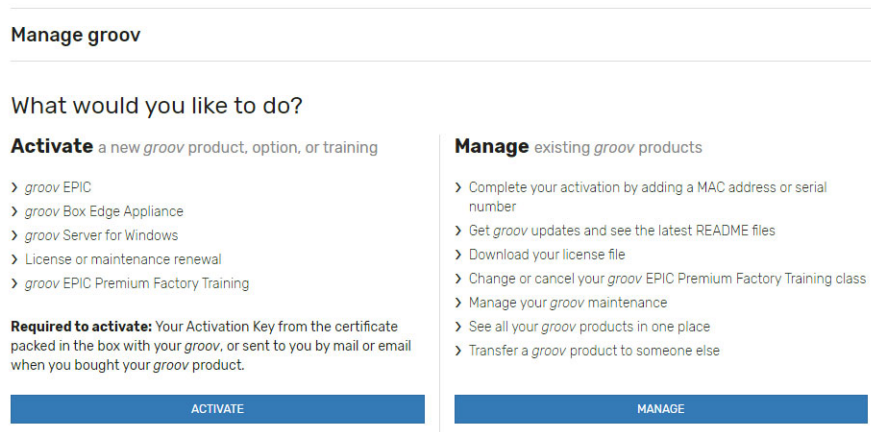 Manage groov
What would you like to do?
Activate a new groov product, option, or training
❯ groov EPIC
❯ groov Box Edge Appliance
❯ groov Server for Windows
❯ License or maintenance renewal
❯ groov EPIC Premium Factory Training
Required to activate: Your Activation Key from the certificate
packed in the box with your groov, or sent to you by mail or email
when you bought your groov product.
ACTIVATE
Manage existing groov products
❯ Complete your activation by adding a MAC address or serial
number
❯ Get groov updates and see the latest README files
❯ Download your license file
❯ Change or cancel your groov EPIC Premium Factory Training class
❯ Manage your groov maintenance
❯ See all your groov products in one place
❯ Transfer a groov product to someone else
MANAGE